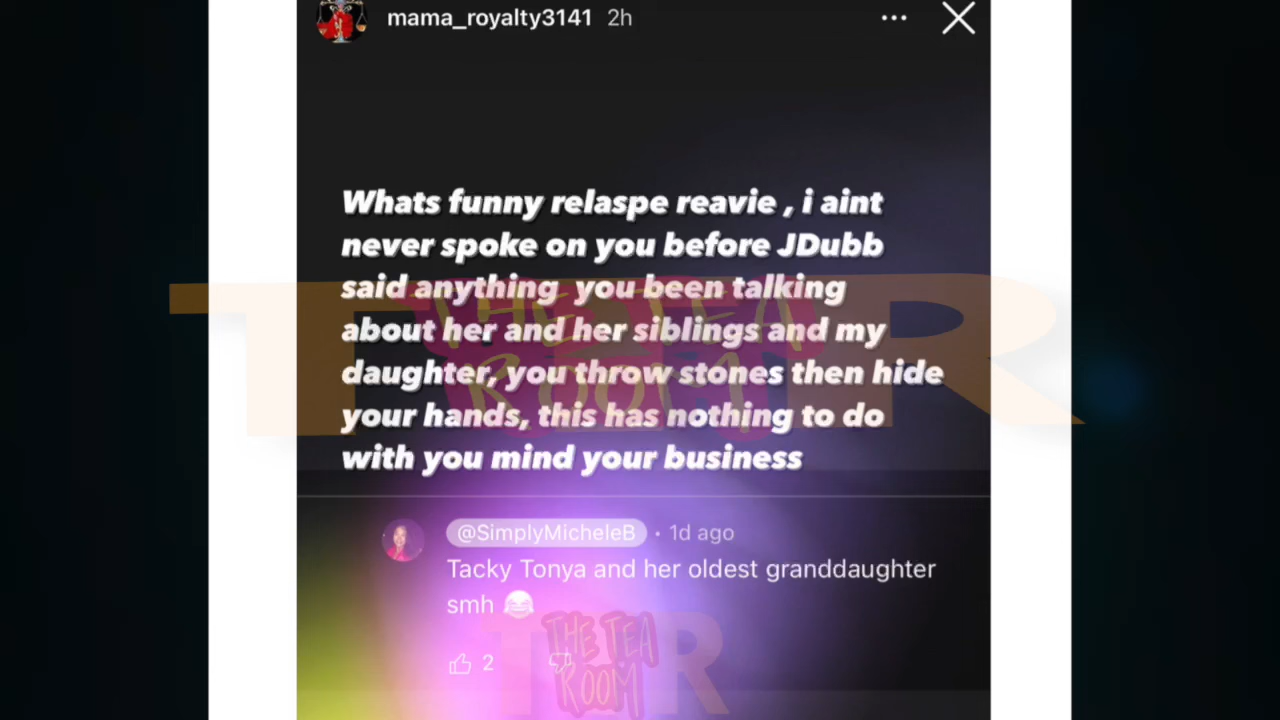 mama_royalty3141 2h
Whats funny relaspe reavie , i aint
never spoke on you before JDubb
said anything you been talking
about her and her siblings and my
daughter, you throw stones then hide
your hands, this has nothing to do
with you mind your business
THE TEA
ROOM
T R
@SimplyMicheleB · 1d ago
Tacky Tonya and her oldest granddaughter
smh 😂
2
THE TEA
ROOM
T R